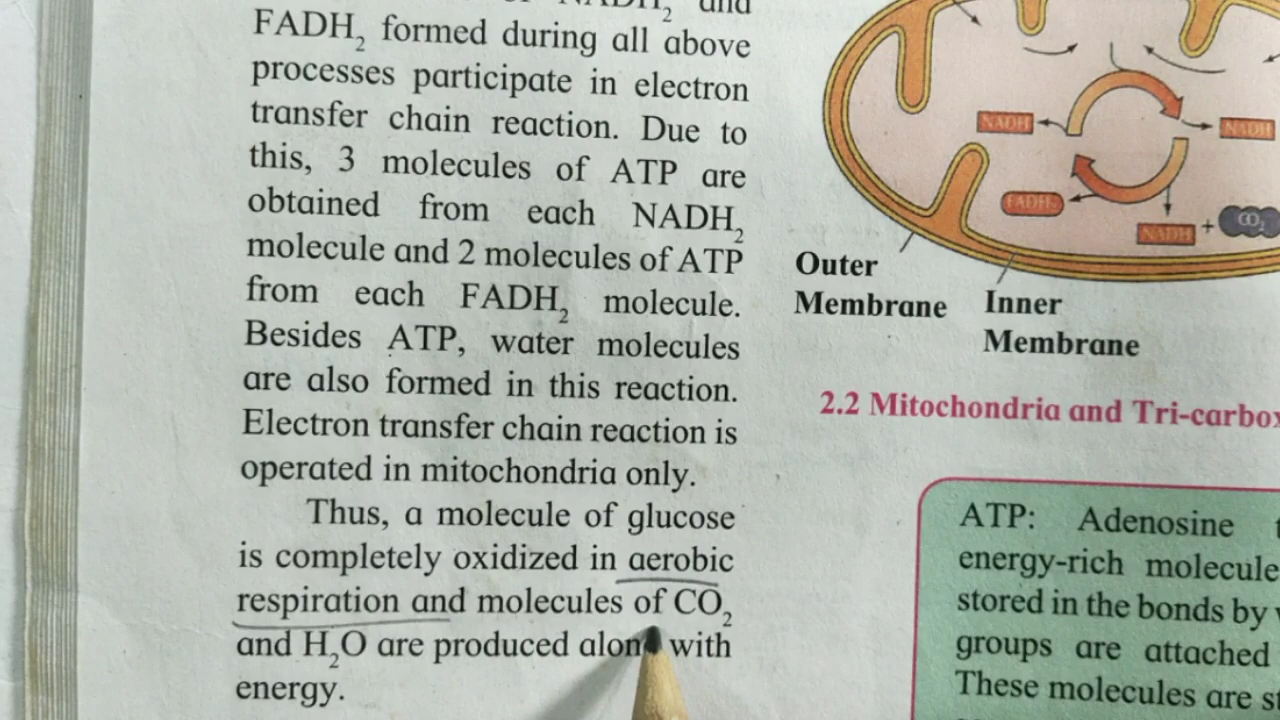 NADH2 and
FADH2 formed during all above
processes participate in electron
transfer chain reaction. Due to
this, 3 molecules of ATP are
obtained from each NADH2
molecule and 2 molecules of ATP
from each FADH2 molecule.
Besides ATP, water molecules
are also formed in this reaction.
Electron transfer chain reaction is
operated in mitochondria only.
Thus, a molecule of glucose
is completely oxidized in aerobic
respiration and molecules of CO2
and H2O are produced along with
energy.
NADH
NADH
FADH2
NADH + CO2
Outer
Membrane
Inner
Membrane
2.2 Mitochondria and Tri-carbox
ATP: Adenosine t
energy-rich molecule
stored in the bonds by
groups are attached
These molecules are st